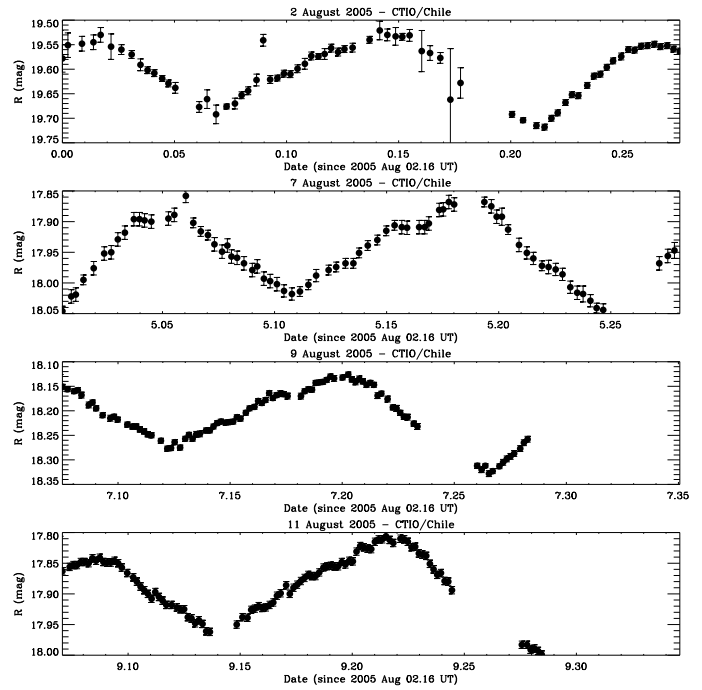 2 August 2005 – CTIO/Chile
19.50
19.55
19.60
19.65
19.70
19.75
R (mag)
0.00 0.05 0.10 0.15 0.20 0.25
Date (since 2005 Aug 02.16 UT)
7 August 2005 – CTIO/Chile
17.85
17.90
17.95
18.00
18.05
R (mag)
5.05 5.10 5.15 5.20 5.25
Date (since 2005 Aug 02.16 UT)
9 August 2005 – CTIO/Chile
18.10
18.15
18.20
18.25
18.30
18.35
R (mag)
7.10 7.15 7.20 7.25 7.30 7.35
Date (since 2005 Aug 02.16 UT)
11 August 2005 – CTIO/Chile
17.80
17.85
17.90
17.95
18.00
R (mag)
9.10 9.15 9.20 9.25 9.30
Date (since 2005 Aug 02.16 UT)